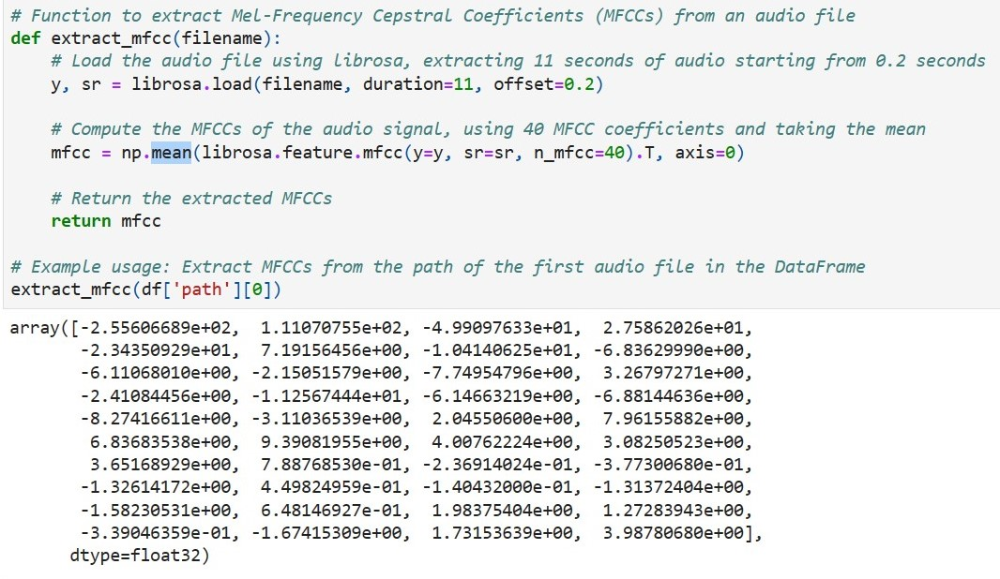 # Function to extract Mel-Frequency Cepstral Coefficients (MFCCs) from an audio file
def extract_mfcc(filename):
    # Load the audio file using librosa, extracting 11 seconds of audio starting from 0.2 seconds
    y, sr = librosa.load(filename, duration=11, offset=0.2)
    # Compute the MFCCs of the audio signal, using 40 MFCC coefficients and taking the mean
    mfcc = np.mean(librosa.feature.mfcc(y=y, sr=sr, n_mfcc=40).T, axis=0)
    # Return the extracted MFCCs
    return mfcc
# Example usage: Extract MFCCs from the path of the first audio file in the DataFrame
extract_mfcc(df['path'][0])
array([-2.55606689e+02,  1.11070755e+02, -4.99097633e+01,  2.75862026e+01,
       -2.34350929e+01,  7.19156456e+00, -1.04140625e+01, -6.83629990e+00,
       -6.11068010e+00, -2.15051579e+00, -7.74954796e+00,  3.26797271e+00,
       -2.41084456e+00, -1.12567444e+01, -6.14663219e+00, -6.88144636e+00,
       -8.27416611e+00, -3.11036539e+00,  2.04550600e+00,  7.96155882e+00,
        6.83683538e+00,  9.39081955e+00,  4.00762224e+00,  3.08250523e+00,
        3.65168929e+00,  7.88768530e-01, -2.36914024e-01, -3.77300680e-01,
       -1.32614172e+00,  4.49824959e-01, -1.40432000e-01, -1.31372404e+00,
       -1.58230531e+00,  6.48146927e-01,  1.98375404e+00,  1.27283943e+00,
       -3.39046359e-01, -1.67415309e+00,  1.73153639e+00,  3.98780680e+00],
      dtype=float32)